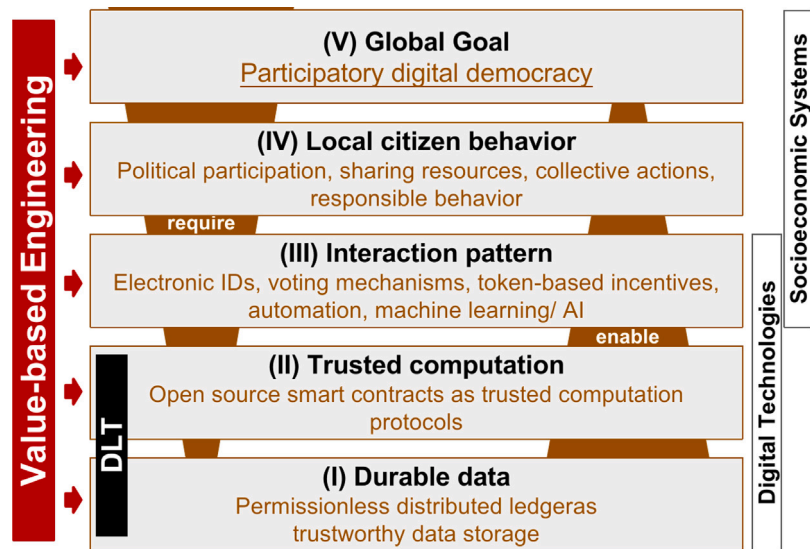 Value-based Engineering
(V) Global Goal
Participatory digital democracy
(IV) Local citizen behavior
Political participation, sharing resources, collective actions,
responsible behavior
require
(III) Interaction pattern
Electronic IDs, voting mechanisms, token-based incentives,
automation, machine learning/ AI
enable
(II) Trusted computation
Open source smart contracts as trusted computation
protocols
DLT
(I) Durable data
Permissionless distributed ledgeras
trustworthy data storage
Digital Technologies
Socioeconomic Systems